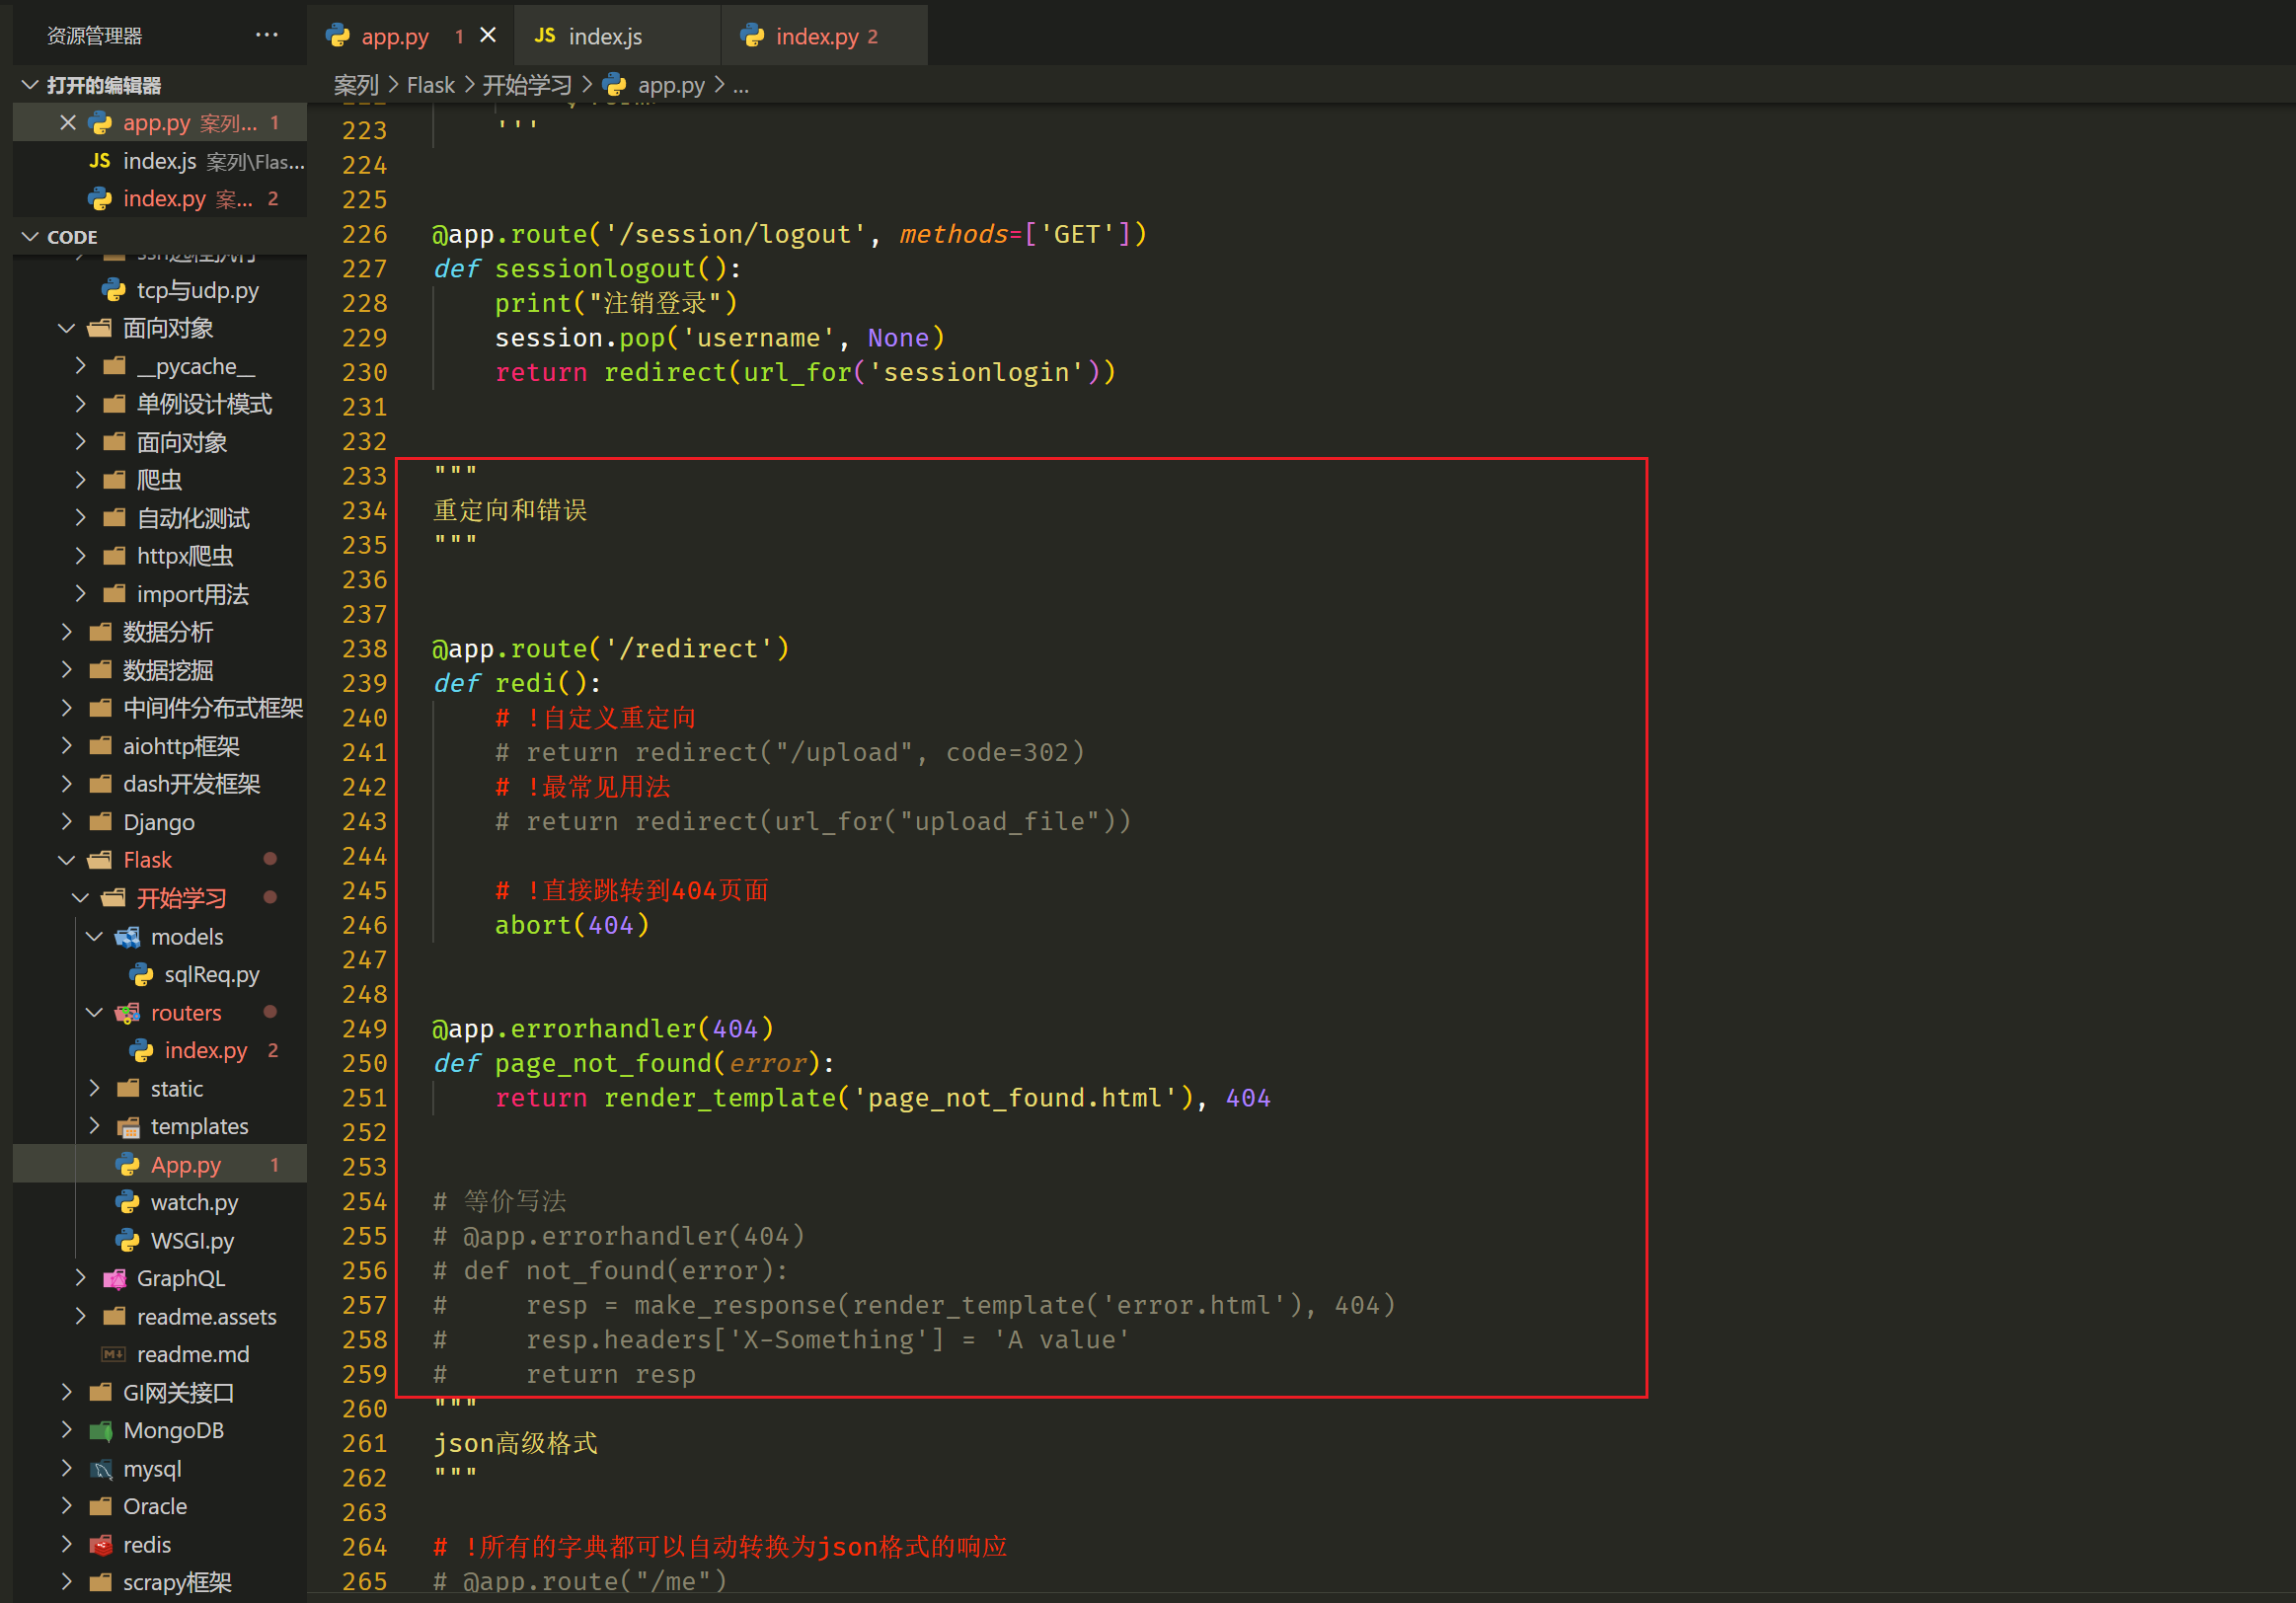 资源管理器 ···
打开的编辑器
app.py 案列... 1
index.js 案列\Flas...
index.py 案... 2
CODE
ssh远程执行
tcp与udp.py
面向对象
__pycache__
单例设计模式
面向对象
爬虫
自动化测试
httpx爬虫
import用法
数据分析
数据挖掘
中间件分布式框架
aiohttp框架
dash开发框架
Django
Flask
开始学习
models
sqlReq.py
routers
index.py 2
static
templates
App.py 1
watch.py
WSGI.py
GraphQL
readme.assets
readme.md
GI网关接口
MongoDB
mysql
Oracle
redis
scrapy框架
app.py 1
JS index.js
index.py 2
案列 > Flask > 开始学习 > app.py > ...
223     '''
224
225
226 @app.route('/session/logout', methods=['GET'])
227 def sessionlogout():
228     print("注销登录")
229     session.pop('username', None)
230     return redirect(url_for('sessionlogin'))
231
232
233 """
234 重定向和错误
235 """
236
237
238 @app.route('/redirect')
239 def redi():
240     # !自定义重定向
241     # return redirect("/upload", code=302)
242     # !最常见用法
243     # return redirect(url_for("upload_file"))
244
245     # !直接跳转到404页面
246     abort(404)
247
248
249 @app.errorhandler(404)
250 def page_not_found(error):
251     return render_template('page_not_found.html'), 404
252
253
254 # 等价写法
255 # @app.errorhandler(404)
256 # def not_found(error):
257 #     resp = make_response(render_template('error.html'), 404)
258 #     resp.headers['X-Something'] = 'A value'
259 #     return resp
260 """
261 json高级格式
262 """
263
264 # !所有的字典都可以自动转换为json格式的响应
265 # @app.route("/me")